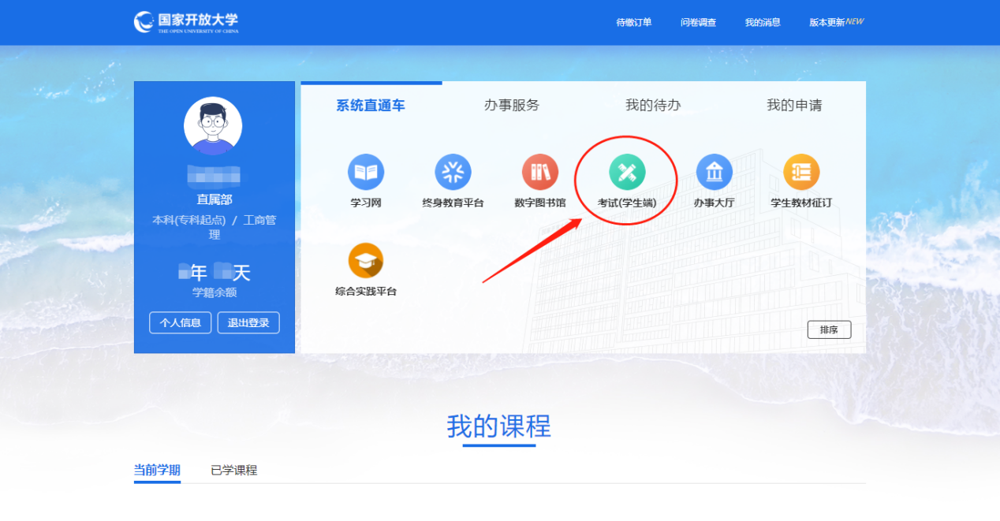 国家开放大学
THE OPEN UNIVERSITY OF CHINA
待缴订单
问卷调查
我的消息
版本更新NEW
直属部
本科(专科起点) / 工商管
理
年 天
学籍余额
个人信息
退出登录
系统直通车
办事服务
我的待办
我的申请
学习网
终身教育平台
数字图书馆
考试(学生端)
办事大厅
学生教材征订
综合实践平台
排序
我的课程
当前学期
已学课程